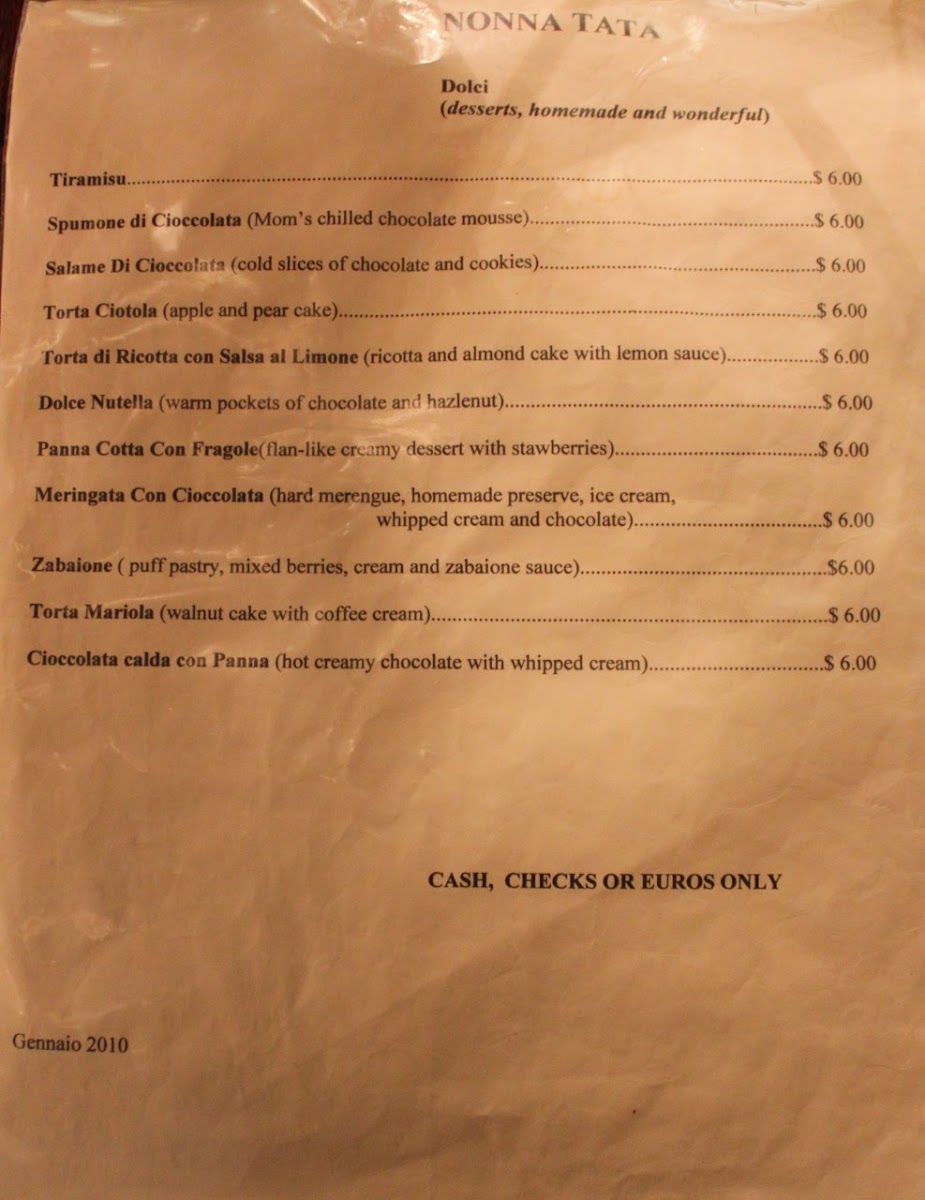 NONNA TATA
Dolci
(desserts, homemade and wonderful)
Tiramisu..........................................................................................................................$ 6.00
Spumone di Cioccolata (Mom's chilled chocolate mousse)..................................................$ 6.00
Salame Di Cioccolata (cold slices of chocolate and cookies)................................................$ 6.00
Torta Ciotola (apple and pear cake).....................................................................................$ 6.00
Torta di Ricotta con Salsa al Limone (ricotta and almond cake with lemon sauce)................$ 6.00
Dolce Nutella (warm pockets of chocolate and hazlenut).......................................................$ 6.00
Panna Cotta Con Fragole(flan-like creamy dessert with stawberries)....................................$ 6.00
Meringata Con Cioccolata (hard merengue, homemade preserve, ice cream,
whipped cream and chocolate).................................$ 6.00
Zabaione ( puff pastry, mixed berries, cream and zabaione sauce)...........................................$6.00
Torta Mariola (walnut cake with coffee cream)......................................................................$ 6.00
Cioccolata calda con Panna (hot creamy chocolate with whipped cream)..............................$ 6.00
CASH, CHECKS OR EUROS ONLY
Gennaio 2010